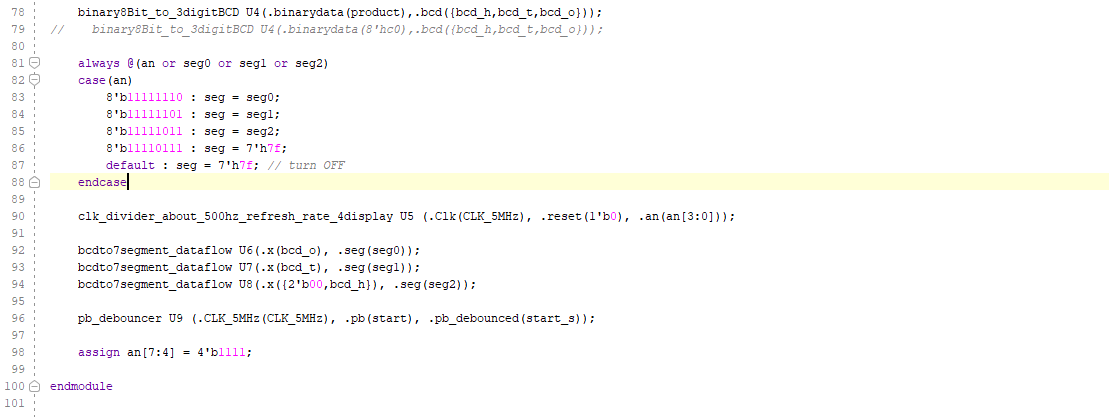 78 binary8Bit_to_3digitBCD U4(.binarydata(product),.bcd({bcd_h,bcd_t,bcd_o}));
79 // binary8Bit_to_3digitBCD U4(.binarydata(8'hc0),.bcd({bcd_h,bcd_t,bcd_o}));
80
81 always @(an or seg0 or seg1 or seg2)
82 case(an)
83 8'b11111110 : seg = seg0;
84 8'b11111101 : seg = seg1;
85 8'b11111011 : seg = seg2;
86 8'b11110111 : seg = 7'h7f;
87 default : seg = 7'h7f; // turn OFF
88 endcase
89
90 clk_divider_about_500hz_refresh_rate_4display U5 (.Clk(CLK_5MHz), .reset(1'b0), .an(an[3:0]));
91
92 bcdto7segment_dataflow U6(.x(bcd_o), .seg(seg0));
93 bcdto7segment_dataflow U7(.x(bcd_t), .seg(seg1));
94 bcdto7segment_dataflow U8(.x({2'b00,bcd_h}), .seg(seg2));
95
96 pb_debouncer U9 (.CLK_5MHz(CLK_5MHz), .pb(start), .pb_debounced(start_s));
97
98 assign an[7:4] = 4'b1111;
99
100 endmodule
101